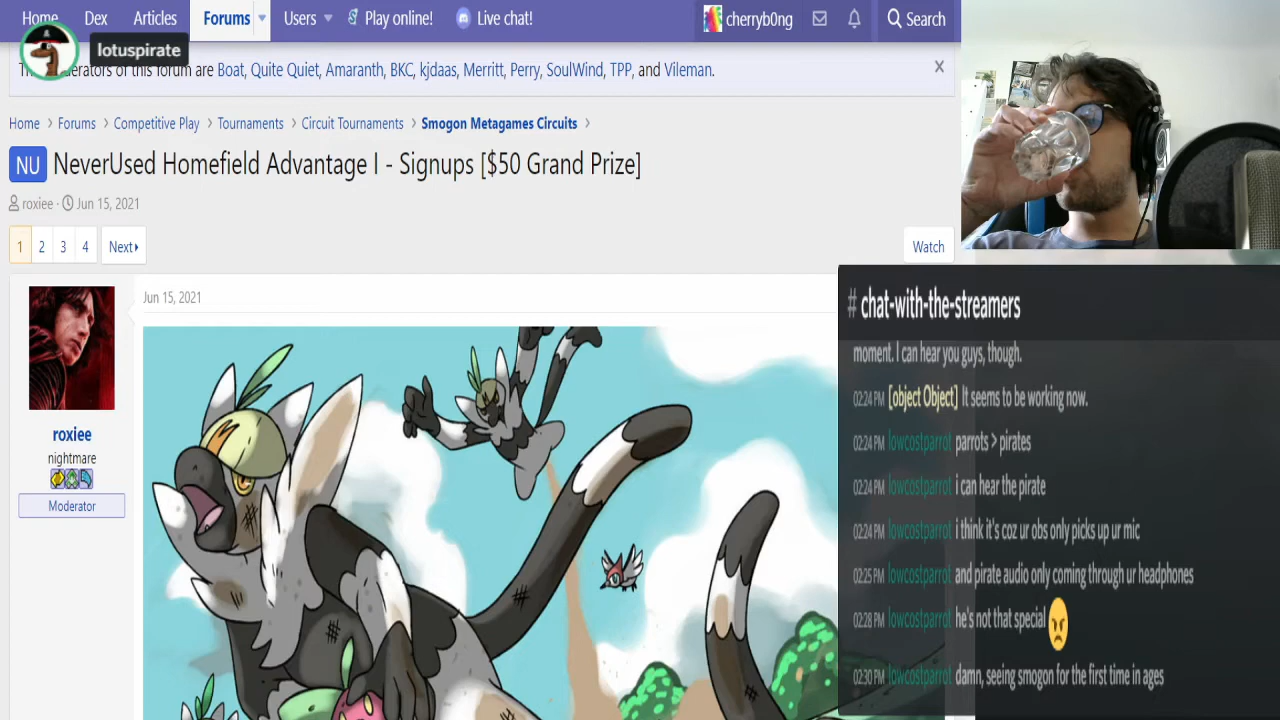 Home Dex Articles Forums Users Play online! Live chat! cherryb0ng Search
lotuspirate
of this forum are Boat, Quite Quiet, Amaranth, BKC, kjdaas, Merritt, Perry, SoulWind, TPP, and Vileman.
Home > Forums > Competitive Play > Tournaments > Circuit Tournaments > Smogon Metagames Circuits >
NU NeverUsed Homefield Advantage I - Signups [$50 Grand Prize]
roxiee · Jun 15, 2021
1 2 3 4 Next Watch
Jun 15, 2021
roxiee
nightmare
Moderator
# chat-with-the-streamers
moment. I can hear you guys, though.
02:24 PM [object Object] It seems to be working now.
02:24 PM lowcostparrot parrots > pirates
02:24 PM lowcostparrot i can hear the pirate
02:24 PM lowcostparrot i think it's coz ur obs only picks up ur mic
02:25 PM lowcostparrot and pirate audio only coming through ur headphones
02:28 PM lowcostparrot he's not that special 😠
02:30 PM lowcostparrot damn, seeing smogon for the first time in ages